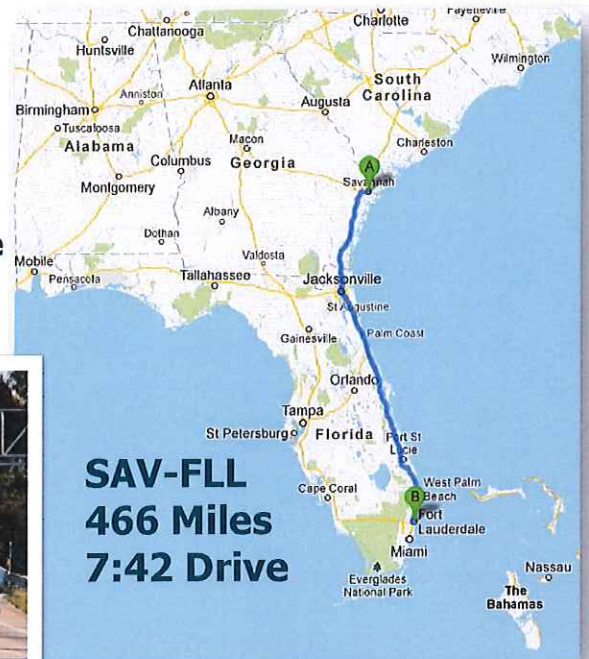 Chattanooga
Charlotte
Fayetteville
Huntsville
Wilmington
Atlanta
South
Carolina
Anniston
Augusta
Birmingham
Tuscaloosa
Macon
Alabama
Columbus
Georgia
Charleston
A
Savannah
Montgomery
Albany
Dothan
e
Mobile
Valdosta
Pensacola
Tallahassee
Jacksonville
St Augustine
Gainesville
Palm Coast
Orlando
Tampa
St Petersburg
Florida
Port St
Lucie
SAV-FLL
466 Miles
7:42 Drive
Cape Coral
West Palm
Beach
B
Fort
Lauderdale
Miami
Everglades
National Park
Nassau
The
Bahamas